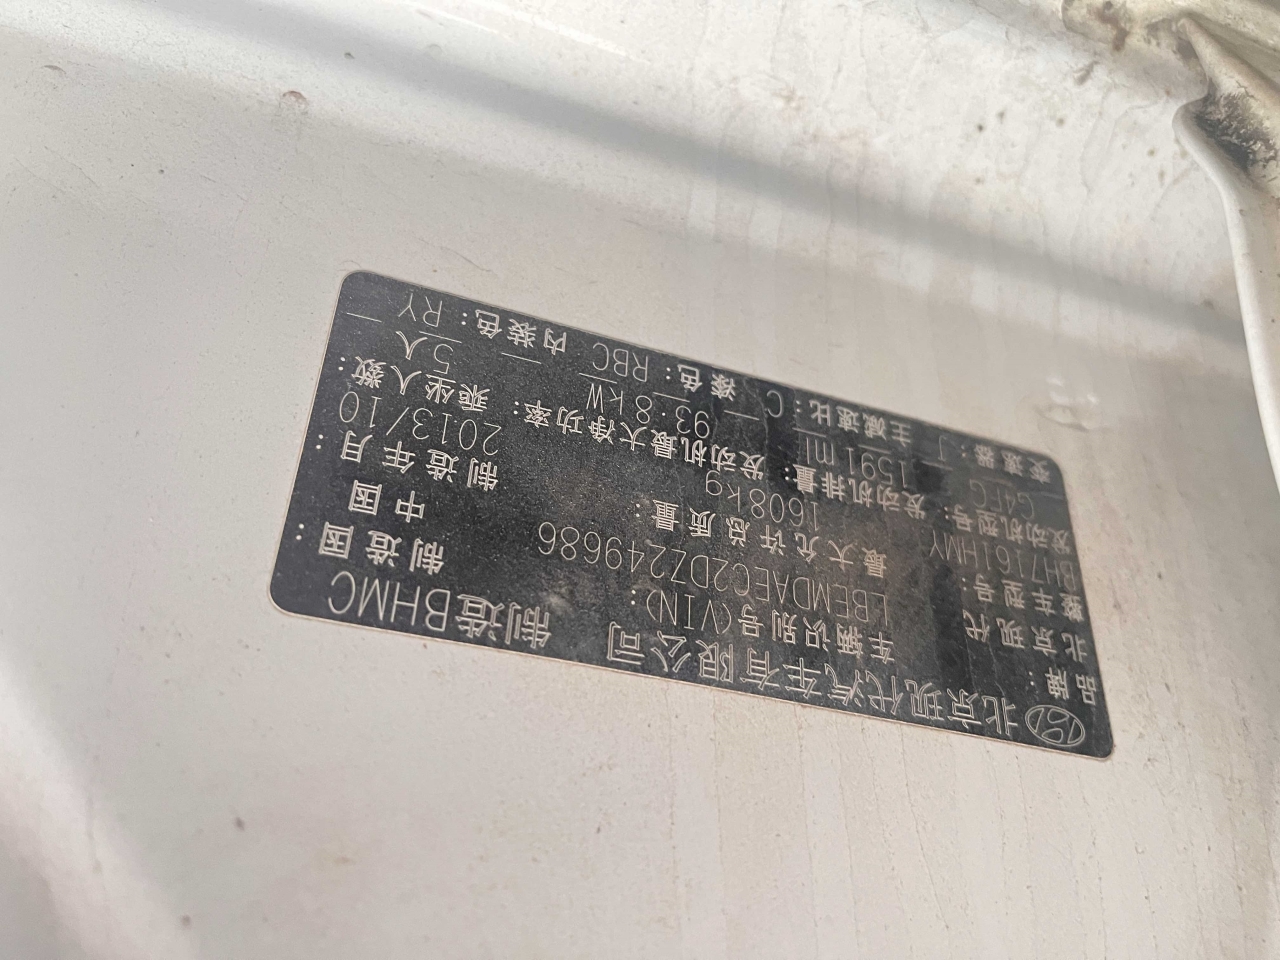 北京现代汽车有限公司 制造BHMC
品牌: 车辆识别号(VIN): 制造国:
北京现代 LBEMDAEC2DZ249686 中国
整车型号: 最大允许总质量: 制造年月:
BH7161HMY 1608kg 2013/10
发动机型号: 发动机排量: 发动机最大净功率: 乘坐人数:
G4FC 1591ml 93.8kW 5人
变速器: J 主减速比: C 漆色: RBC 内装色: RY